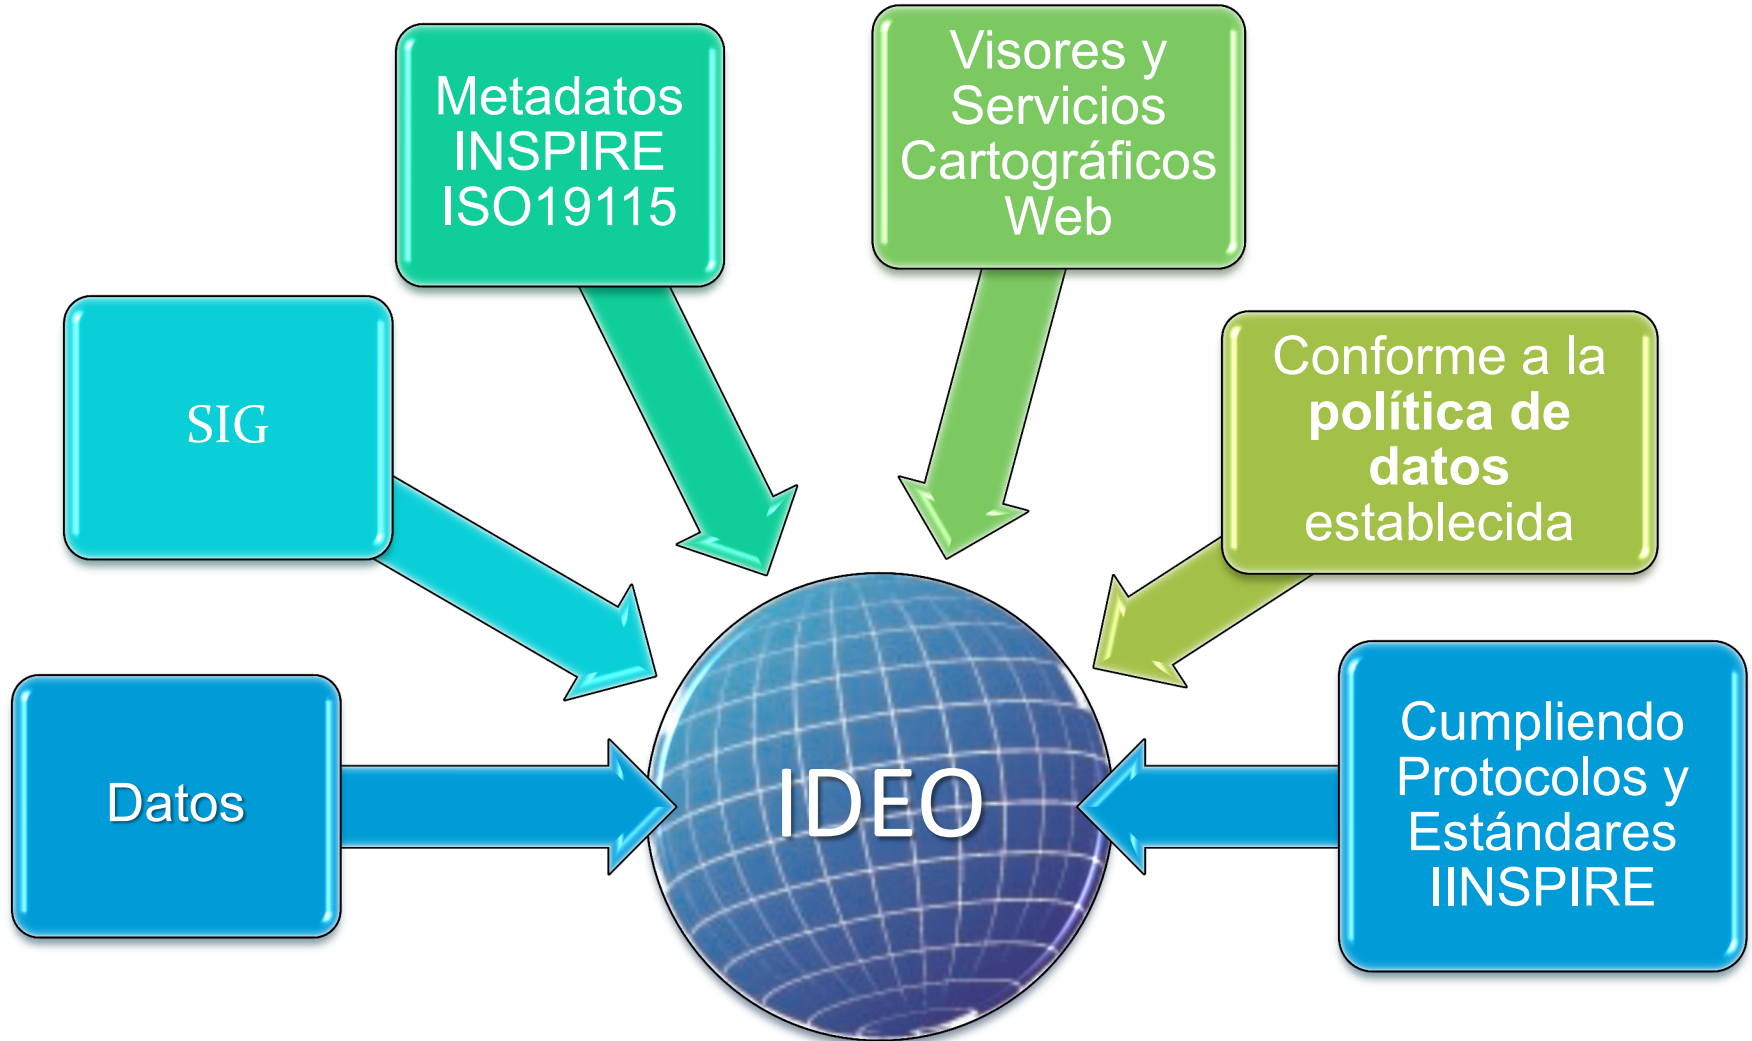 Metadatos
INSPIRE
ISO19115
Visores y
Servicios
Cartográficos
Web
SIG
Conforme a la
política de
datos
establecida
Datos
IDEO
Cumpliendo
Protocolos y
Estándares
IINSPIRE